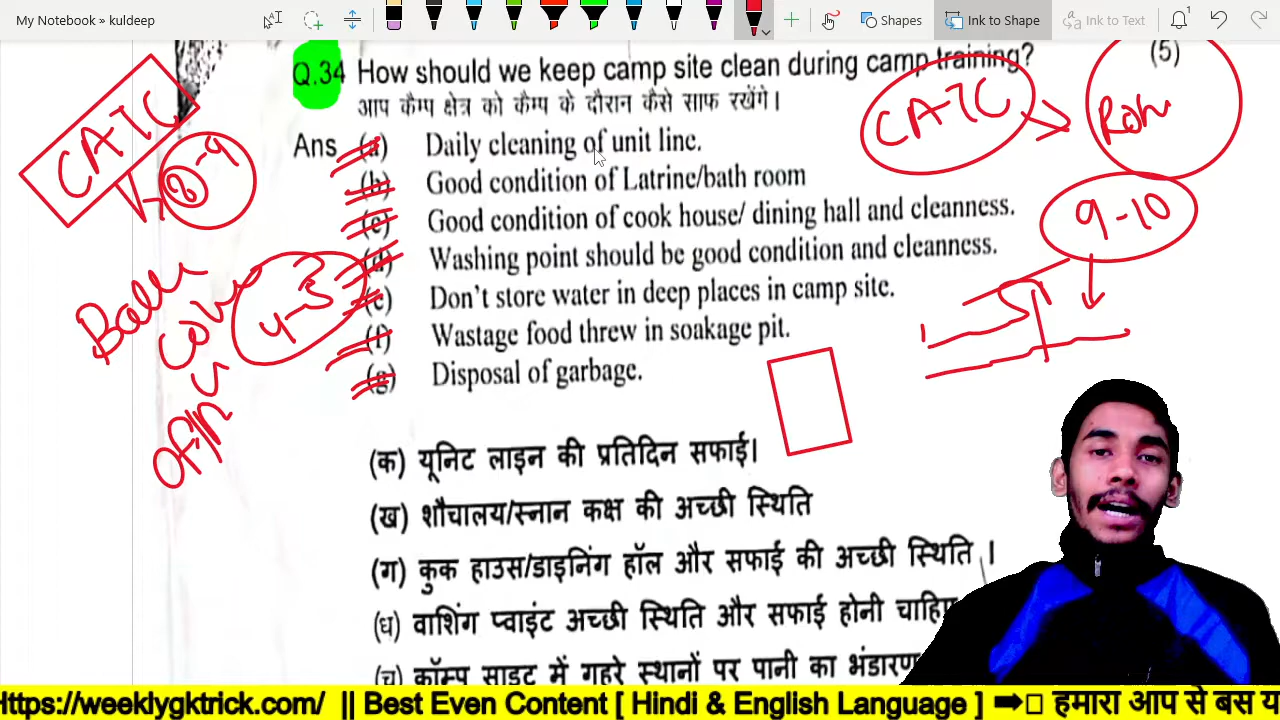 My Notebook » kuldeep
Shapes
Ink to Shape
Ink to Text
Q.34 How should we keep camp site clean during camp training?
(5)
आप कैम्प क्षेत्र को कैम्प के दौरान कैसे साफ रखेंगे।
CATC
CATC
Ans (a) Daily cleaning of unit line.
(b) Good condition of Latrine/bath room
9-10
(c) Good condition of cook house/ dining hall and cleanness.
(d) Washing point should be good condition and cleanness.
(e) Don't store water in deep places in camp site.
(f) Wastage food threw in soakage pit.
(g) Disposal of garbage.
(क) यूनिट लाइन की प्रतिदिन सफाई।
(ख) शौचालय/स्नान कक्ष की अच्छी स्थिति
(ग) कुक हाउस/डाइनिंग हॉल और सफाई की अच्छी स्थिति ।
(घ) वाशिंग प्वाइंट अच्छी स्थिति और सफाई होनी
(च) कॉम्प साइट में गहरे स्थानों पर पानी का
Https://weeklygktrick.com/ || Best Even Content [ Hindi & English Language ] ➡ हमारा आप से बस